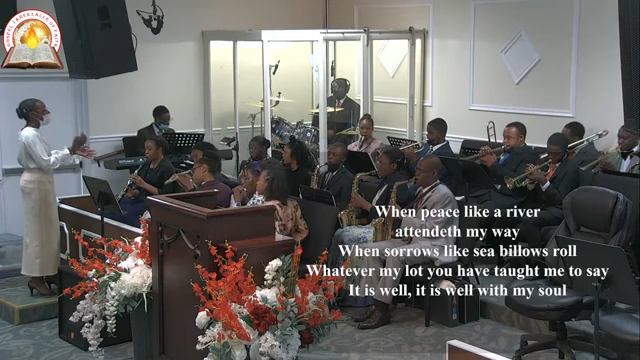 When peace like a river
attendeth my way
When sorrows like sea billows roll
Whatever my lot you have taught me to say
It is well, it is well with my soul